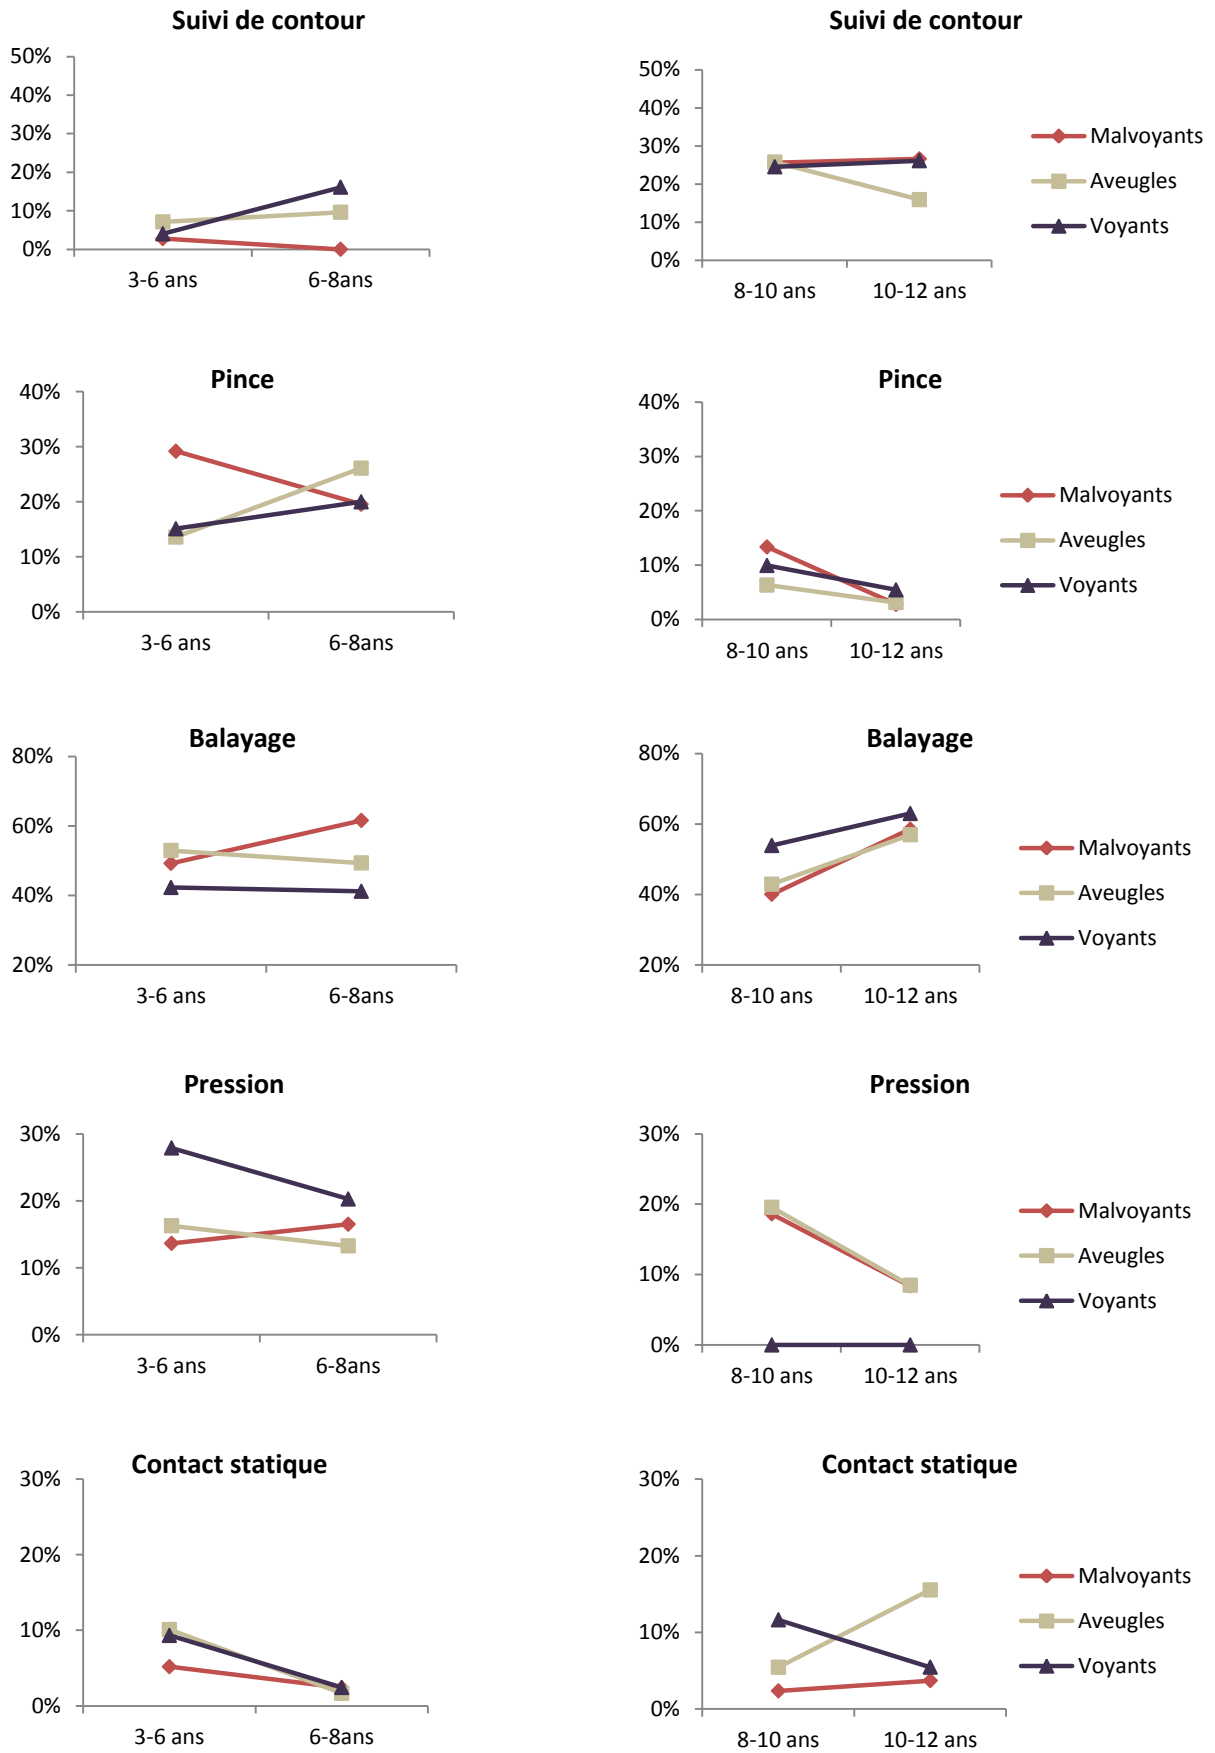 Suivi de contour
50%
40%
30%
20%
10%
0%
3-6 ans
6-8ans
Suivi de contour
50%
40%
30%
20%
10%
0%
8-10 ans
10-12 ans
Malvoyants
Aveugles
Voyants
Pince
40%
30%
20%
10%
0%
3-6 ans
6-8ans
Pince
40%
30%
20%
10%
0%
8-10 ans
10-12 ans
Malvoyants
Aveugles
Voyants
Balayage
80%
60%
40%
20%
3-6 ans
6-8ans
Balayage
80%
60%
40%
20%
8-10 ans
10-12 ans
Malvoyants
Aveugles
Voyants
Pression
30%
20%
10%
0%
3-6 ans
6-8ans
Pression
30%
20%
10%
0%
8-10 ans
10-12 ans
Malvoyants
Aveugles
Voyants
Contact statique
30%
20%
10%
0%
3-6 ans
6-8ans
Contact statique
30%
20%
10%
0%
8-10 ans
10-12 ans
Malvoyants
Aveugles
Voyants